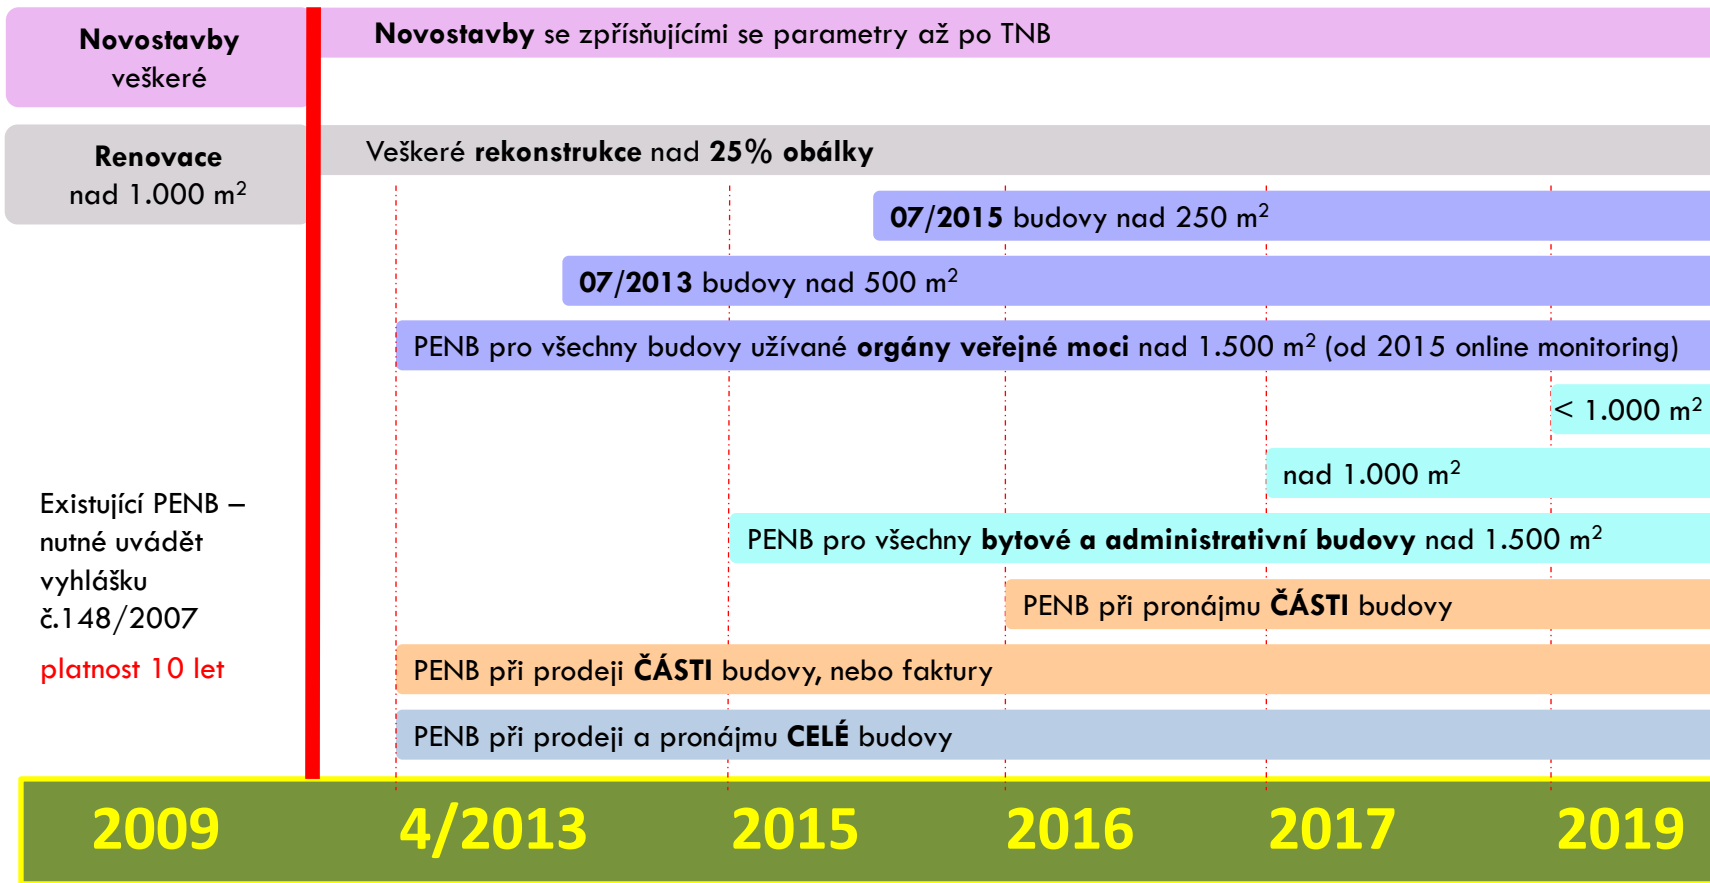 Novostavby
veškeré
Novostavby se zpřísňujícími se parametry až po TNB
Renovace
nad 1.000 m²
Veškeré rekonstrukce nad 25% obálky
07/2015 budovy nad 250 m²
07/2013 budovy nad 500 m²
PENB pro všechny budovy užívané orgány veřejné moci nad 1.500 m² (od 2015 online monitoring)
< 1.000 m²
nad 1.000 m²
Existující PENB –
nutné uvádět
vyhlášku
č.148/2007
platnost 10 let
PENB pro všechny bytové a administrativní budovy nad 1.500 m²
PENB při pronájmu ČÁSTI budovy
PENB při prodeji ČÁSTI budovy, nebo faktury
PENB při prodeji a pronájmu CELÉ budovy
2009 4/2013 2015 2016 2017 2019